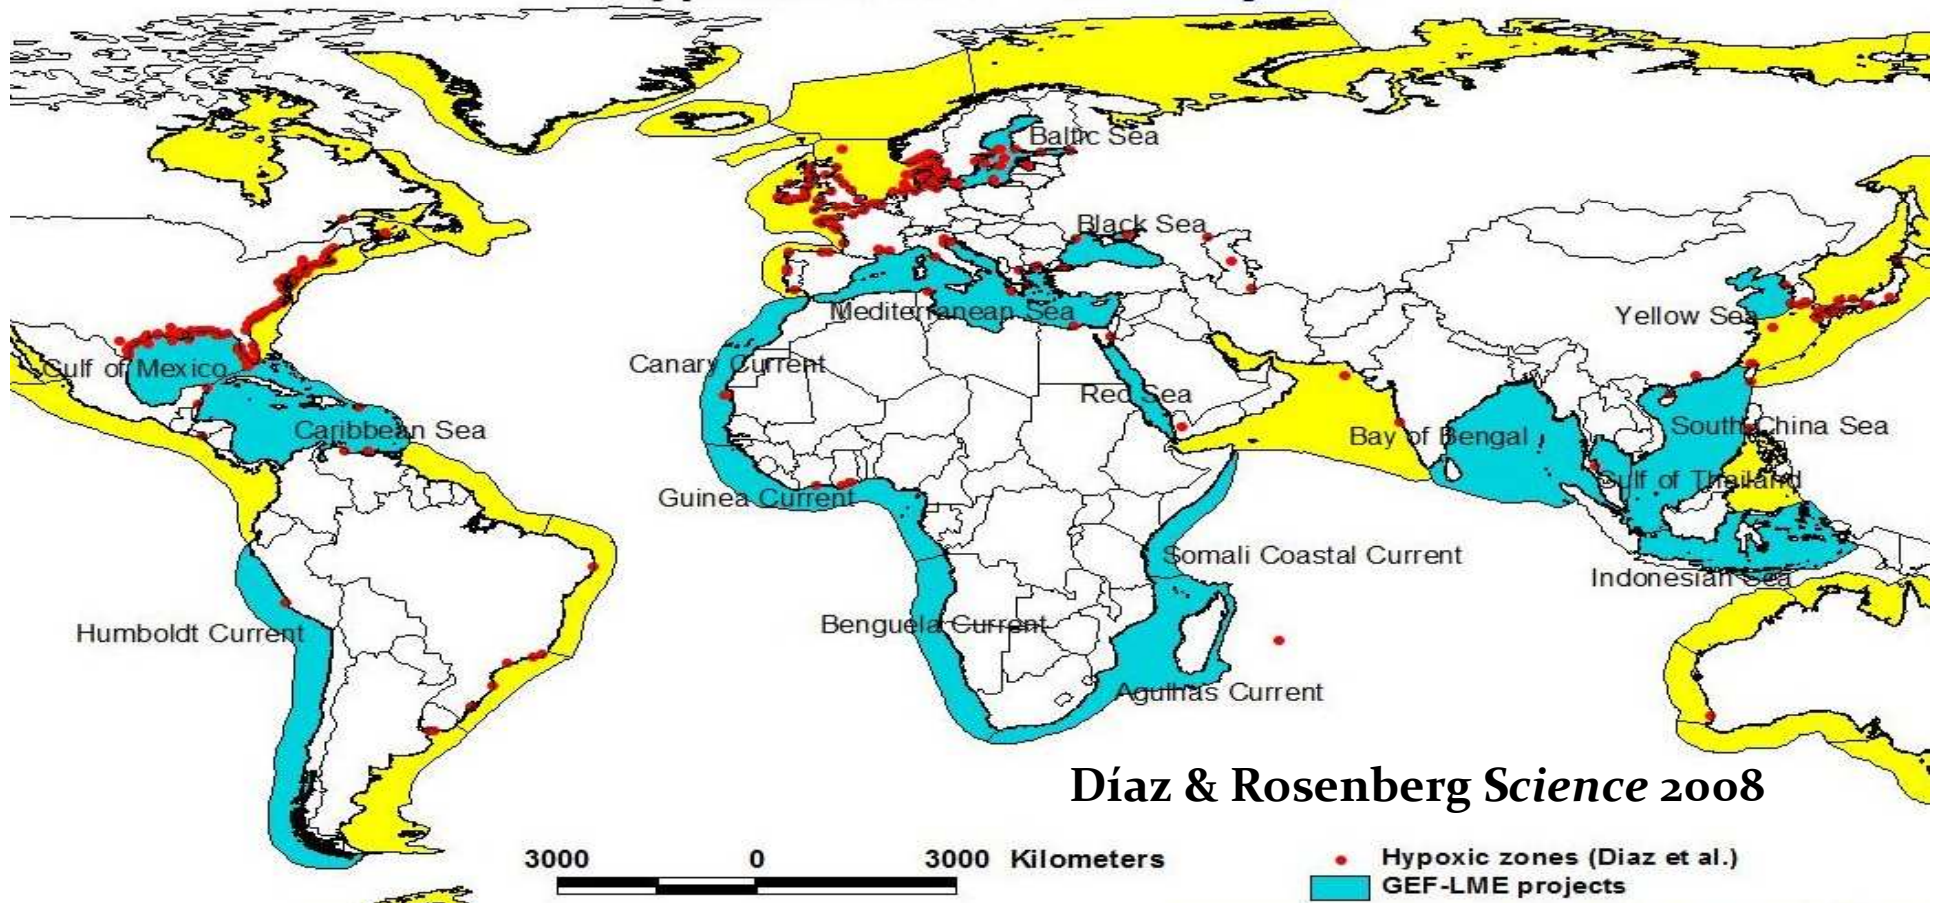 Baltic Sea
Black Sea
Yellow Sea
Mediterranean Sea
Canary Current
Gulf of Mexico
Red Sea
Caribbean Sea
Bay of Bengal
South China Sea
Gulf of Thailand
Guinea Current
Somali Coastal Current
Indonesian Sea
Humboldt Current
Benguela Current
Agulhas Current
Díaz & Rosenberg Science 2008
3000 0 3000 Kilometers
Hypoxic zones (Diaz et al.)
GEF-LME projects